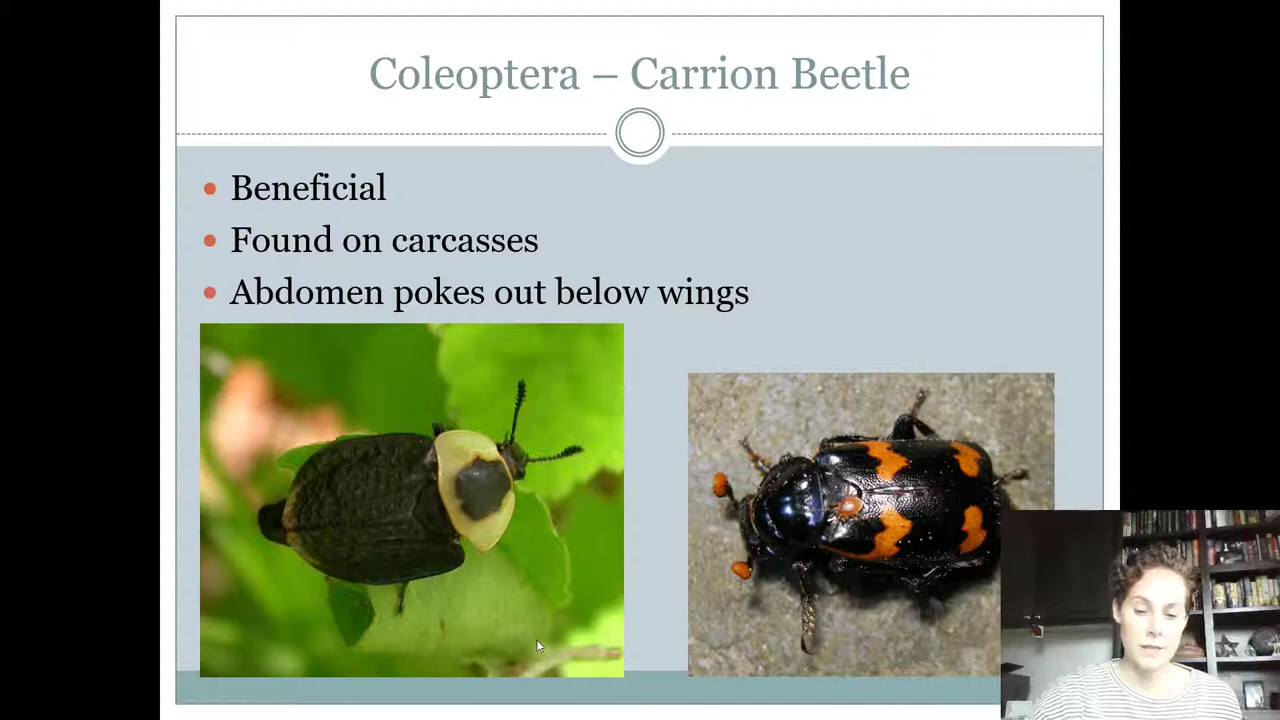 Coleoptera – Carrion Beetle
Beneficial
Found on carcasses
Abdomen pokes out below wings